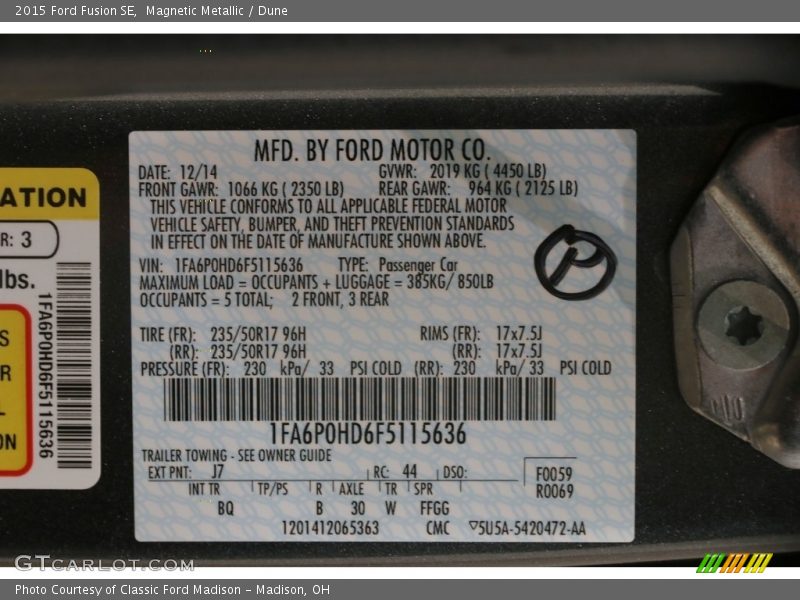 2015 Ford Fusion SE, Magnetic Metallic / Dune
MFD. BY FORD MOTOR CO.
DATE: 12/14 GVWR: 2019 KG ( 4450 LB)
FRONT GAWR: 1066 KG ( 2350 LB) REAR GAWR: 964 KG ( 2125 LB)
THIS VEHICLE CONFORMS TO ALL APPLICABLE FEDERAL MOTOR
VEHICLE SAFETY, BUMPER, AND THEFT PREVENTION STANDARDS
IN EFFECT ON THE DATE OF MANUFACTURE SHOWN ABOVE.
VIN: 1FA6P0HD6F5115636 TYPE: Passenger Car
MAXIMUM LOAD = OCCUPANTS + LUGGAGE = 385KG/ 850LB
OCCUPANTS = 5 TOTAL; 2 FRONT, 3 REAR
TIRE (FR): 235/50R17 96H RIMS (FR): 17x7.5J
(RR): 235/50R17 96H (RR): 17x7.5J
PRESSURE (FR): 230 kPa/ 33 PSI COLD (RR): 230 kPa/ 33 PSI COLD
1FA6P0HD6F5115636
TRAILER TOWING - SEE OWNER GUIDE
EXT PNT: J7 RC: 44 DSO: F0059
R0069
INT TR TP/PS R AXLE TR SPR
BQ B 30 W FFGG
1201412065363 CMC ▽5U5A-5420472-AA
ATION
R: 3
lbs.
1FA6P0HD6F5115636
S
R
L
ON
P
GTCARLOT.COM
Photo Courtesy of Classic Ford Madison - Madison, OH